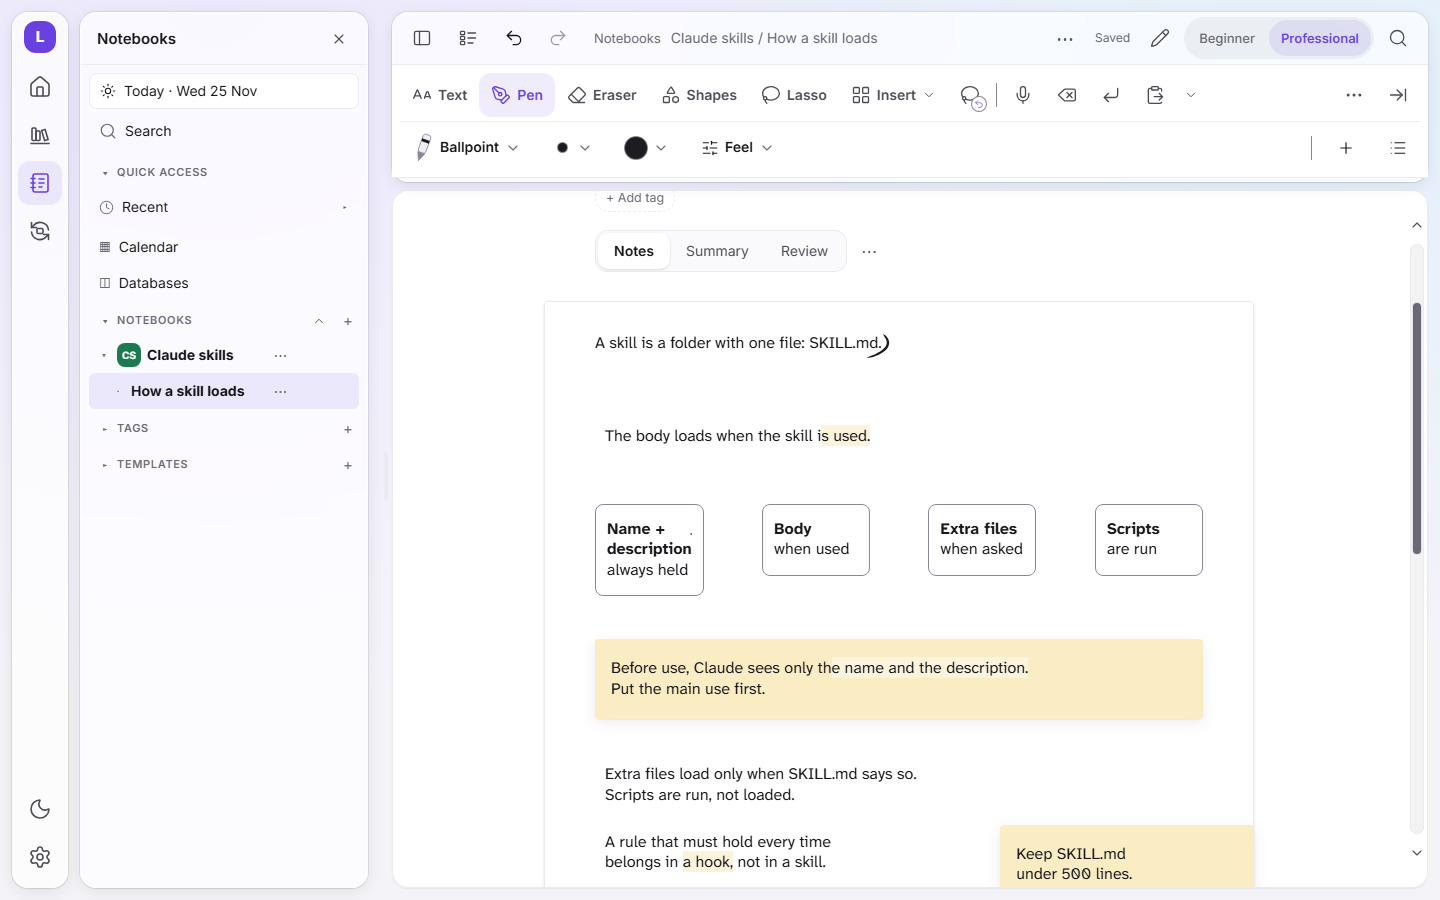 L
Notebooks
Today · Wed 25 Nov
Search
QUICK ACCESS
Recent
Calendar
Databases
NOTEBOOKS
CS Claude skills
How a skill loads
TAGS
TEMPLATES
Notebooks Claude skills / How a skill loads
Saved
Beginner
Professional
AA Text
Pen
Eraser
Shapes
Lasso
Insert
Ballpoint
Feel
+ Add tag
Notes
Summary
Review
A skill is a folder with one file: SKILL.md.
The body loads when the skill is used.
Name +
description
always held
Body
when used
Extra files
when asked
Scripts
are run
Before use, Claude sees only the name and the description.
Put the main use first.
Extra files load only when SKILL.md says so.
Scripts are run, not loaded.
A rule that must hold every time
belongs in a hook, not in a skill.
Keep SKILL.md
under 500 lines.